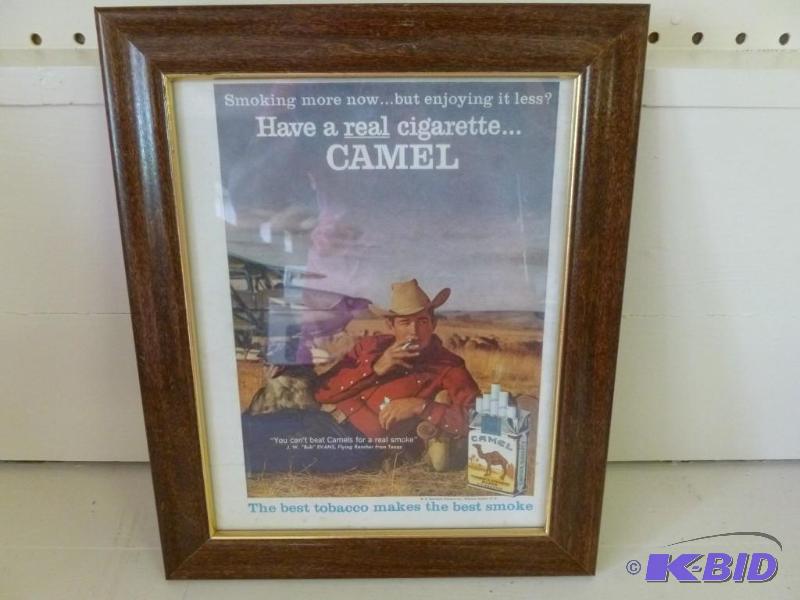 Smoking more now...but enjoying it less?
Have a real cigarette...
CAMEL
"You can't beat Camels for a real smoke"
J. W. "Bob" EVANS, Flying Rancher from Texas
CAMEL
The best tobacco makes the best smoke
© K-BID